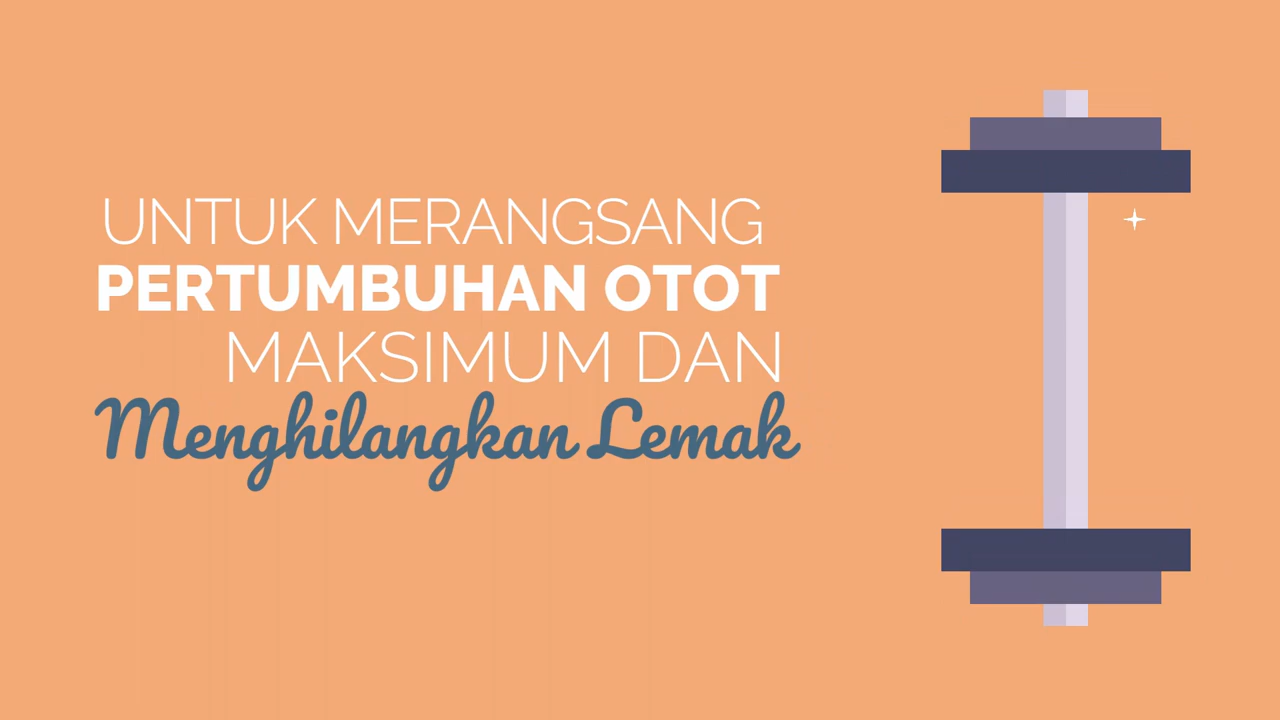 UNTUK MERANGSANG
PERTUMBUHAN OTOT
MAKSIMUM DAN
Menghilangkan Lemak